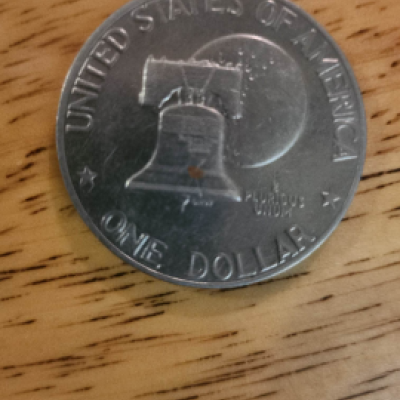 UNITED STATES OF AMERICA
E
PLURIBUS
UNUM
ONE DOLLAR